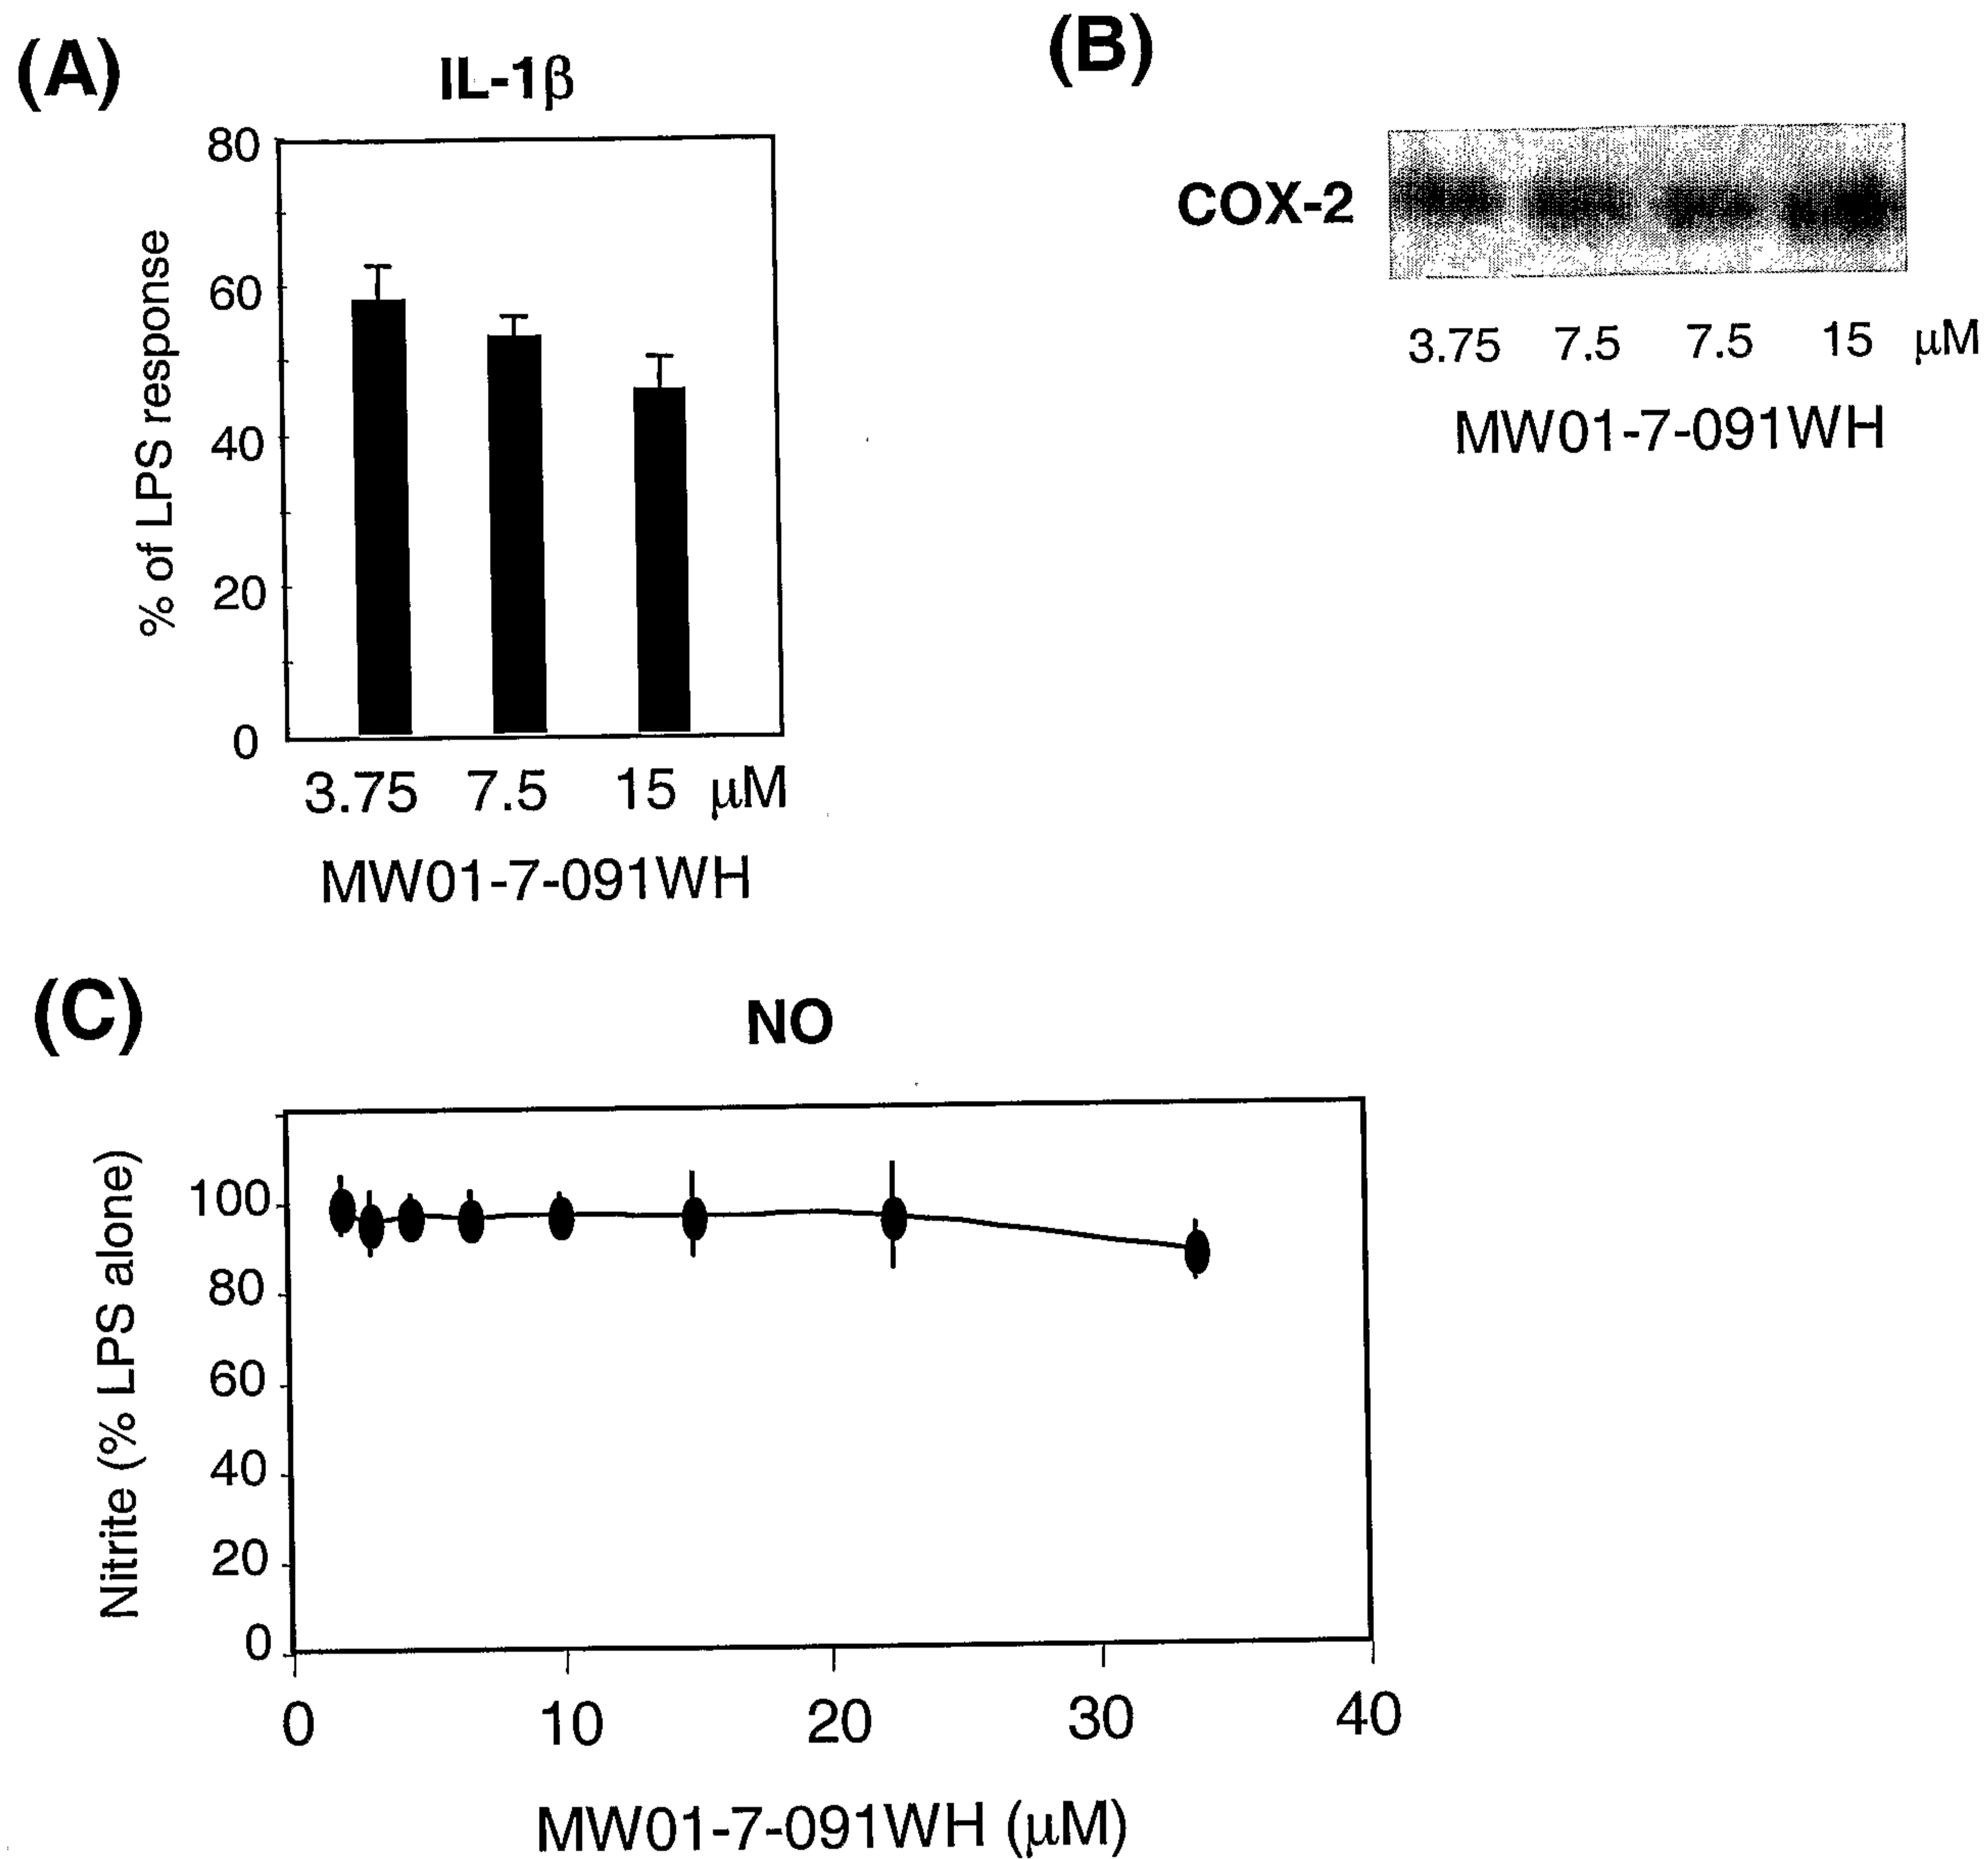 (A)
IL-1β
80
60
40
20
0
% of LPS response
3.75 7.5 15 μM
MW01-7-091WH
(B)
COX-2
3.75 7.5 7.5 15 μM
MW01-7-091WH
(C)
NO
100
80
60
40
20
0
Nitrite (% LPS alone)
0 10 20 30 40
MW01-7-091WH (μM)